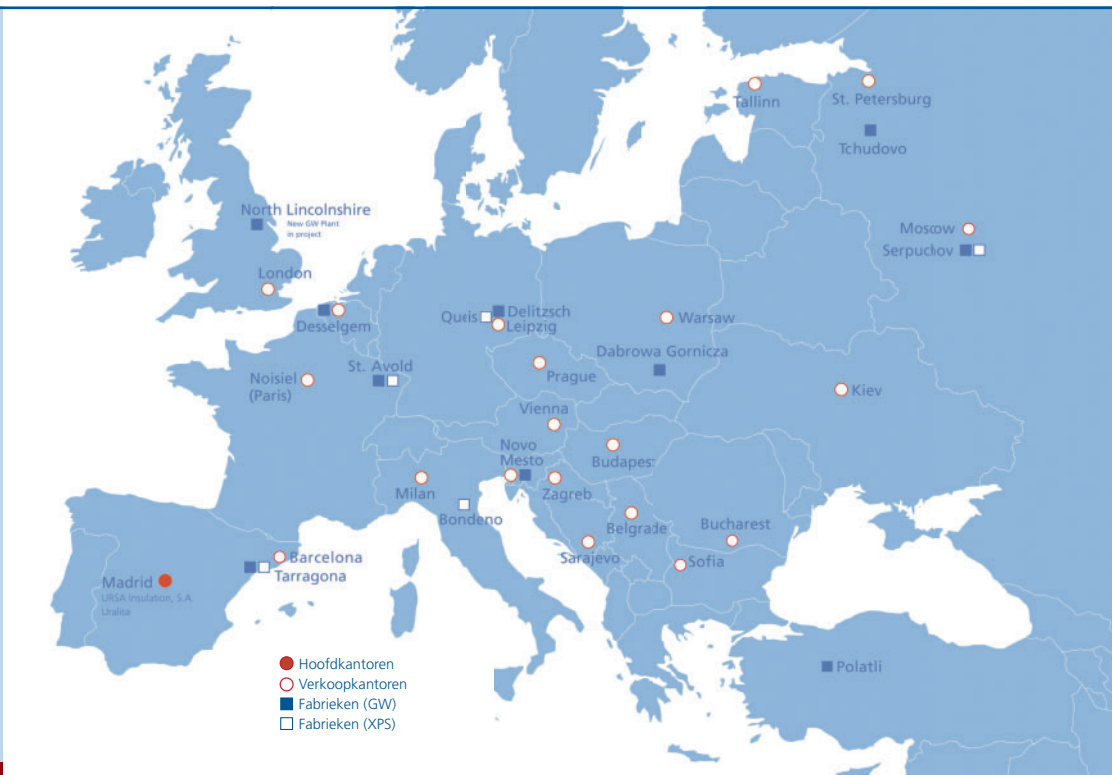 Tallinn
St. Petersburg
Tchudovo
North Lincolnshire
New GW Plant
in project
Moscow
Serpuchov
London
Desselgem
Queis
Delitzsch
Leipzig
Warsaw
Dabrowa Gornicza
St. Avold
Noisiel
(Paris)
Prague
Kiev
Vienna
Novo
Mesto
Budapest
Milan
Zagreb
Bondeno
Belgrade
Bucharest
Sarajevo
Sofia
Barcelona
Tarragona
Madrid
URSA Insulation, S.A.
Uralita
Polatli
Hoofdkantoren
Verkoopkantoren
Fabrieken (GW)
Fabrieken (XPS)